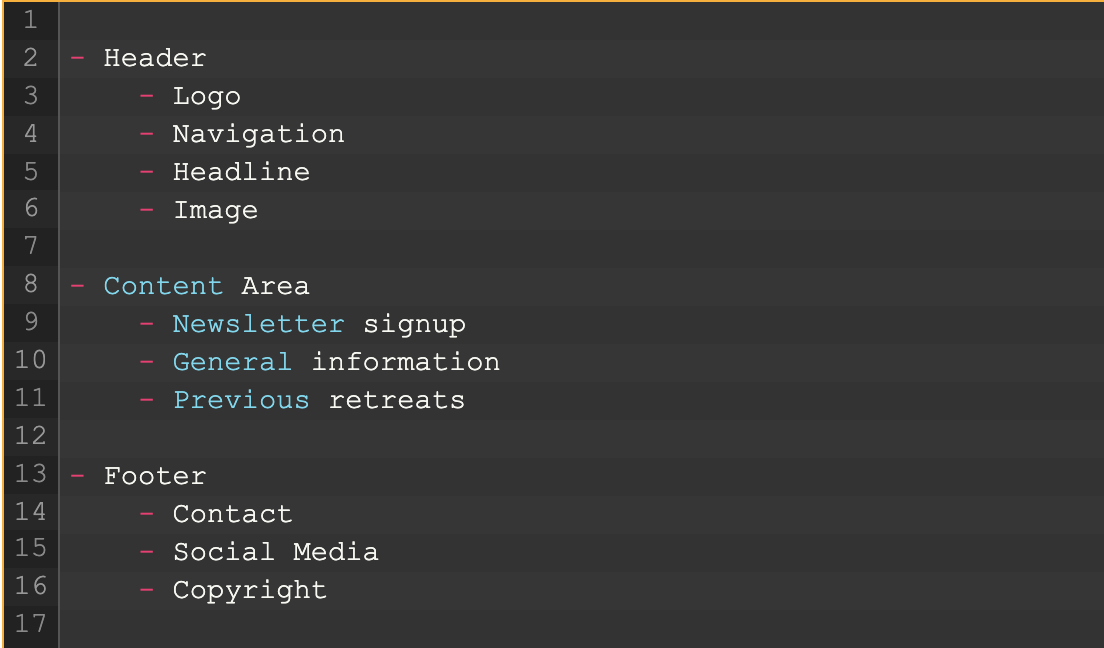 1
2 - Header
3 - Logo
4 - Navigation
5 - Headline
6 - Image
7
8 - Content Area
9 - Newsletter signup
10 - General information
11 - Previous retreats
12
13 - Footer
14 - Contact
15 - Social Media
16 - Copyright
17